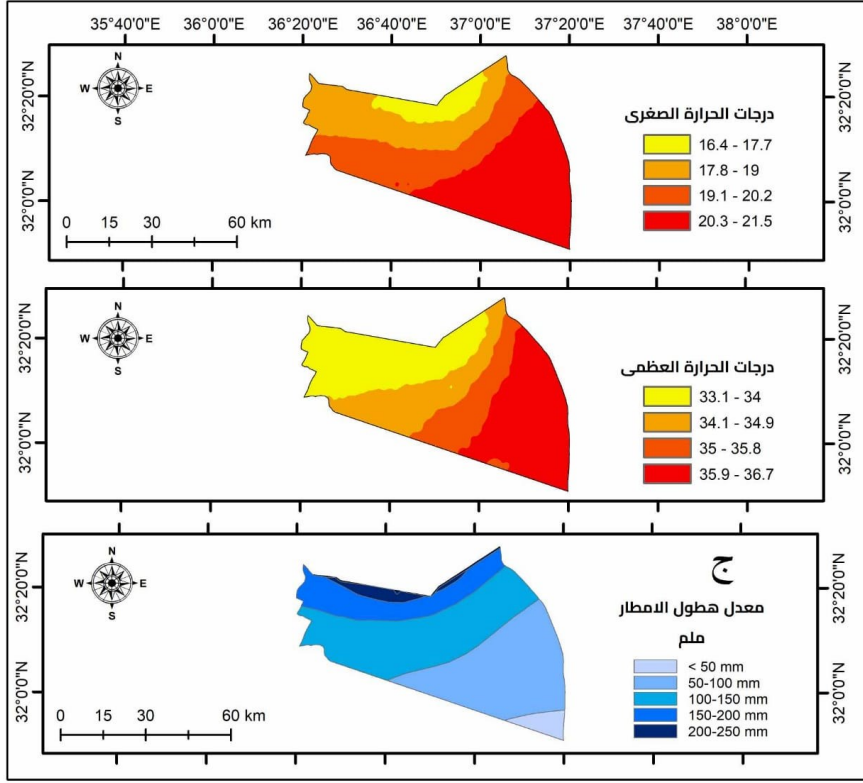 35°40'0"E 36°0'0"E 36°20'0"E 36°40'0"E 37°0'0"E 37°20'0"E 37°40'0"E 38°0'0"E
N
W E
S
32°20'0"N
32°0'0"N
32°20'0"N
32°0'0"N
درجات الحرارة الصغرى
16.4 - 17.7
17.8 - 19
19.1 - 20.2
20.3 - 21.5
0 15 30 60 km
N
W E
S
32°20'0"N
32°0'0"N
32°20'0"N
32°0'0"N
درجات الحرارة العظمى
33.1 - 34
34.1 - 34.9
35 - 35.8
35.9 - 36.7
N
W E
S
32°20'0"N
32°0'0"N
32°20'0"N
32°0'0"N
ج
معدل هطول الامطار
ملم
< 50 mm
50-100 mm
100-150 mm
150-200 mm
200-250 mm
0 15 30 60 km